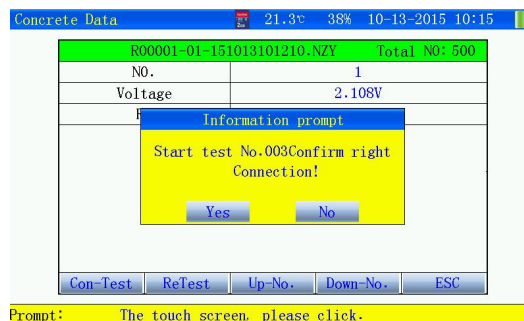 Concrete Data 21.3℃ 38% 10-13-2015 10:15
R00001-01-151013101210.NZY Total NO: 500
NO. 1
Voltage 2.108V
Information prompt
Start test No.003Confirm right
Connection!
Yes No
Con-Test ReTest Up-No. Down-No. ESC
Prompt: The touch screen, please click.